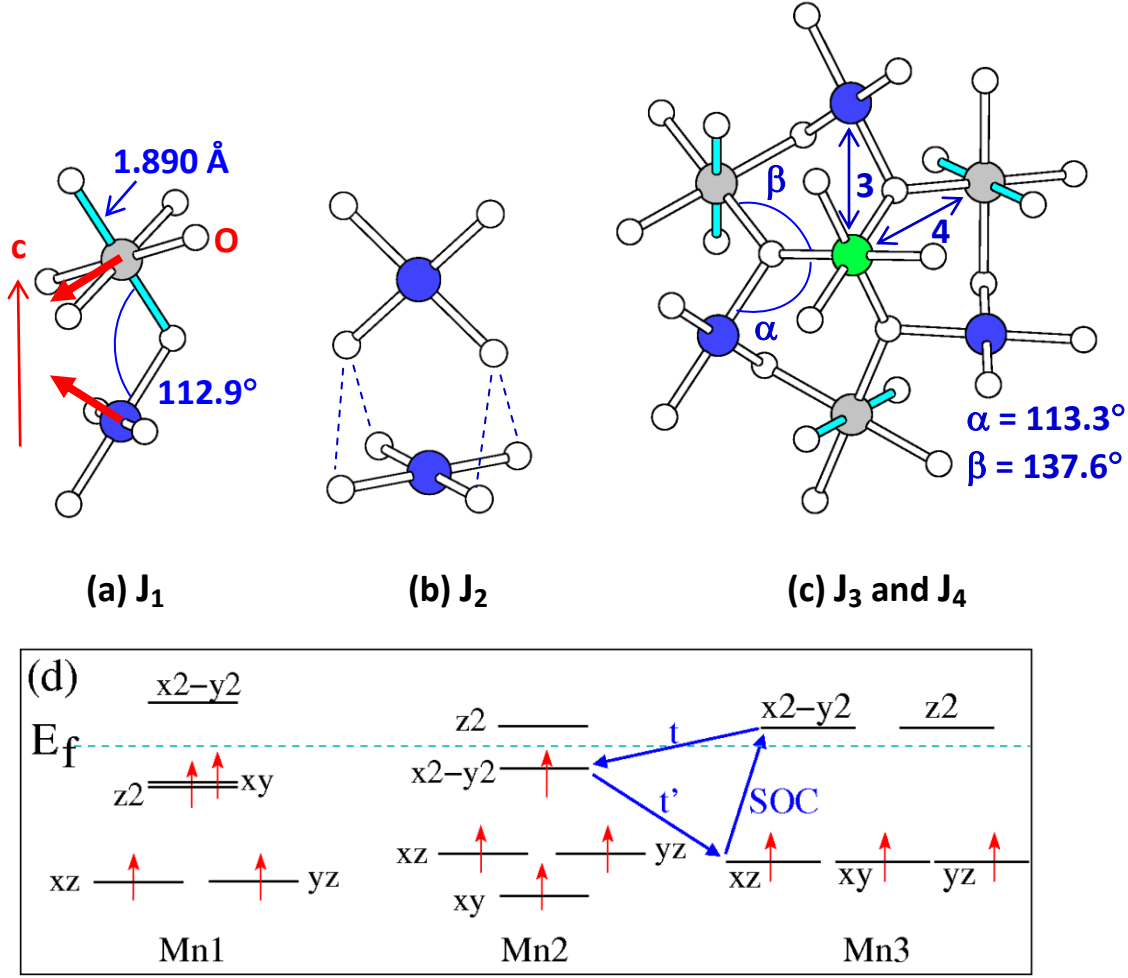 1.890 Å
c
O
112.9°
(a) J₁
(b) J₂
β
3
4
α
α = 113.3°
β = 137.6°
(c) J₃ and J₄
(d)
E_f
x2−y2
z2
xy
xz
yz
Mn1
z2
x2−y2
xz
yz
xy
Mn2
t
t'
SOC
x2−y2
z2
xz
xy
yz
Mn3